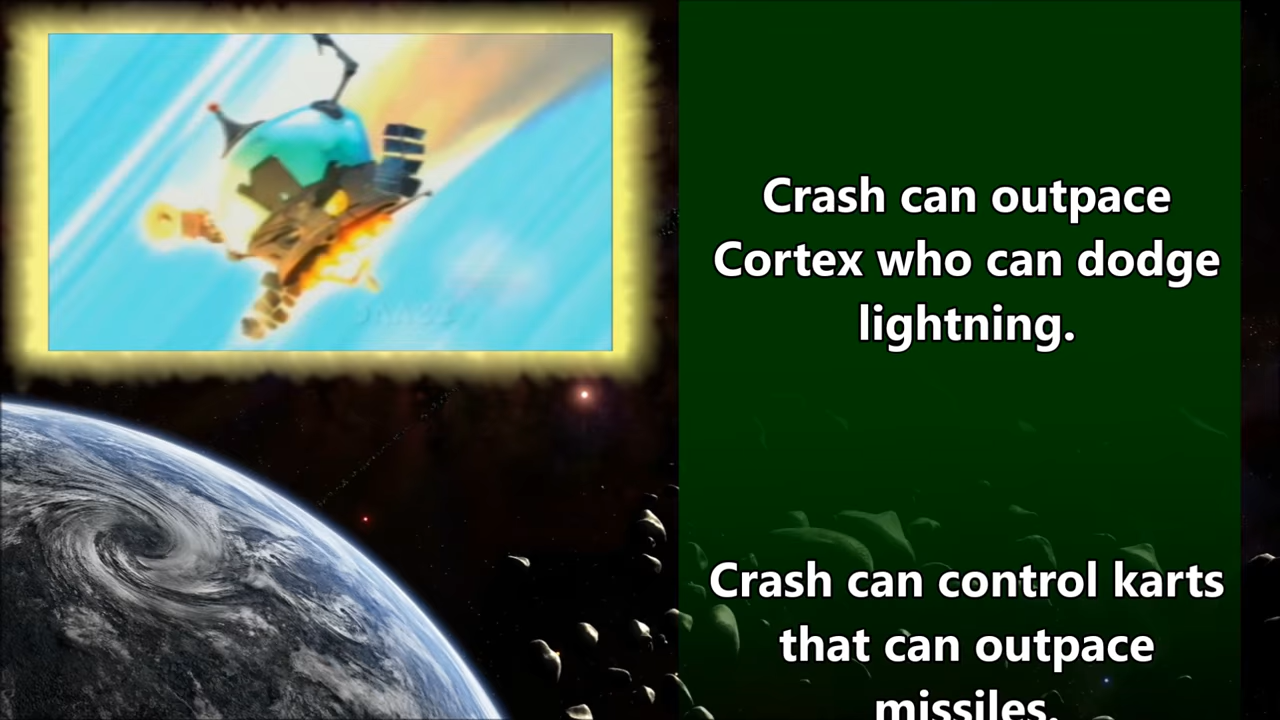 Crash can outpace
Cortex who can dodge
lightning.
Crash can control karts
that can outpace
missiles.